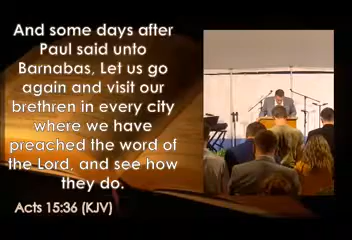 And some days after
Paul said unto
Barnabas, Let us go
again and visit our
brethren in every city
where we have
preached the word of
the Lord, and see how
they do.
Acts 15:36 (KJV)